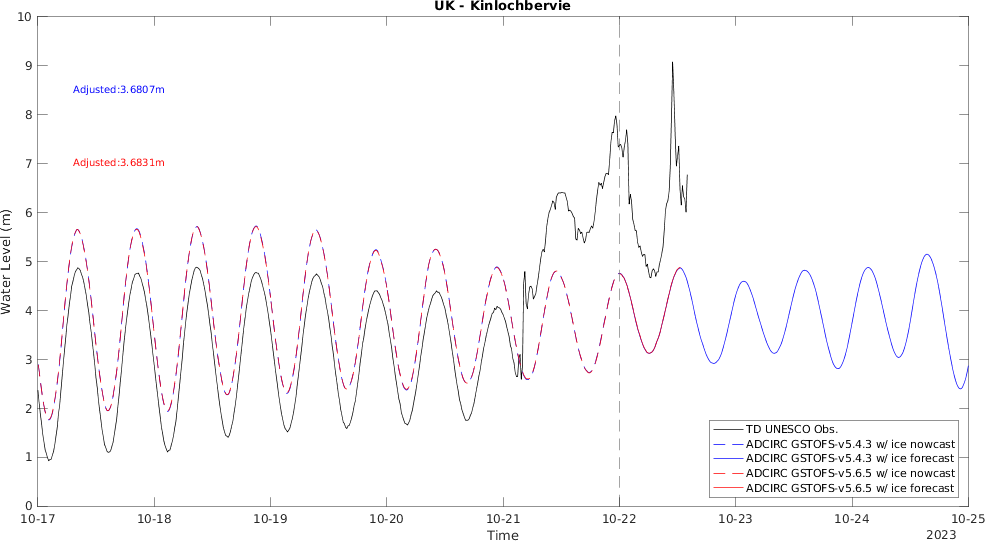 UK - Kinlochbervie
10
9
8
7
6
5
4
3
2
1
0
Water Level (m)
Adjusted:3.6807m
Adjusted:3.6831m
TD UNESCO Obs.
ADCIRC GSTOFS-v5.4.3 w/ ice nowcast
ADCIRC GSTOFS-v5.4.3 w/ ice forecast
ADCIRC GSTOFS-v5.6.5 w/ ice nowcast
ADCIRC GSTOFS-v5.6.5 w/ ice forecast
10-17 10-18 10-19 10-20 10-21 10-22 10-23 10-24 10-25
Time
2023